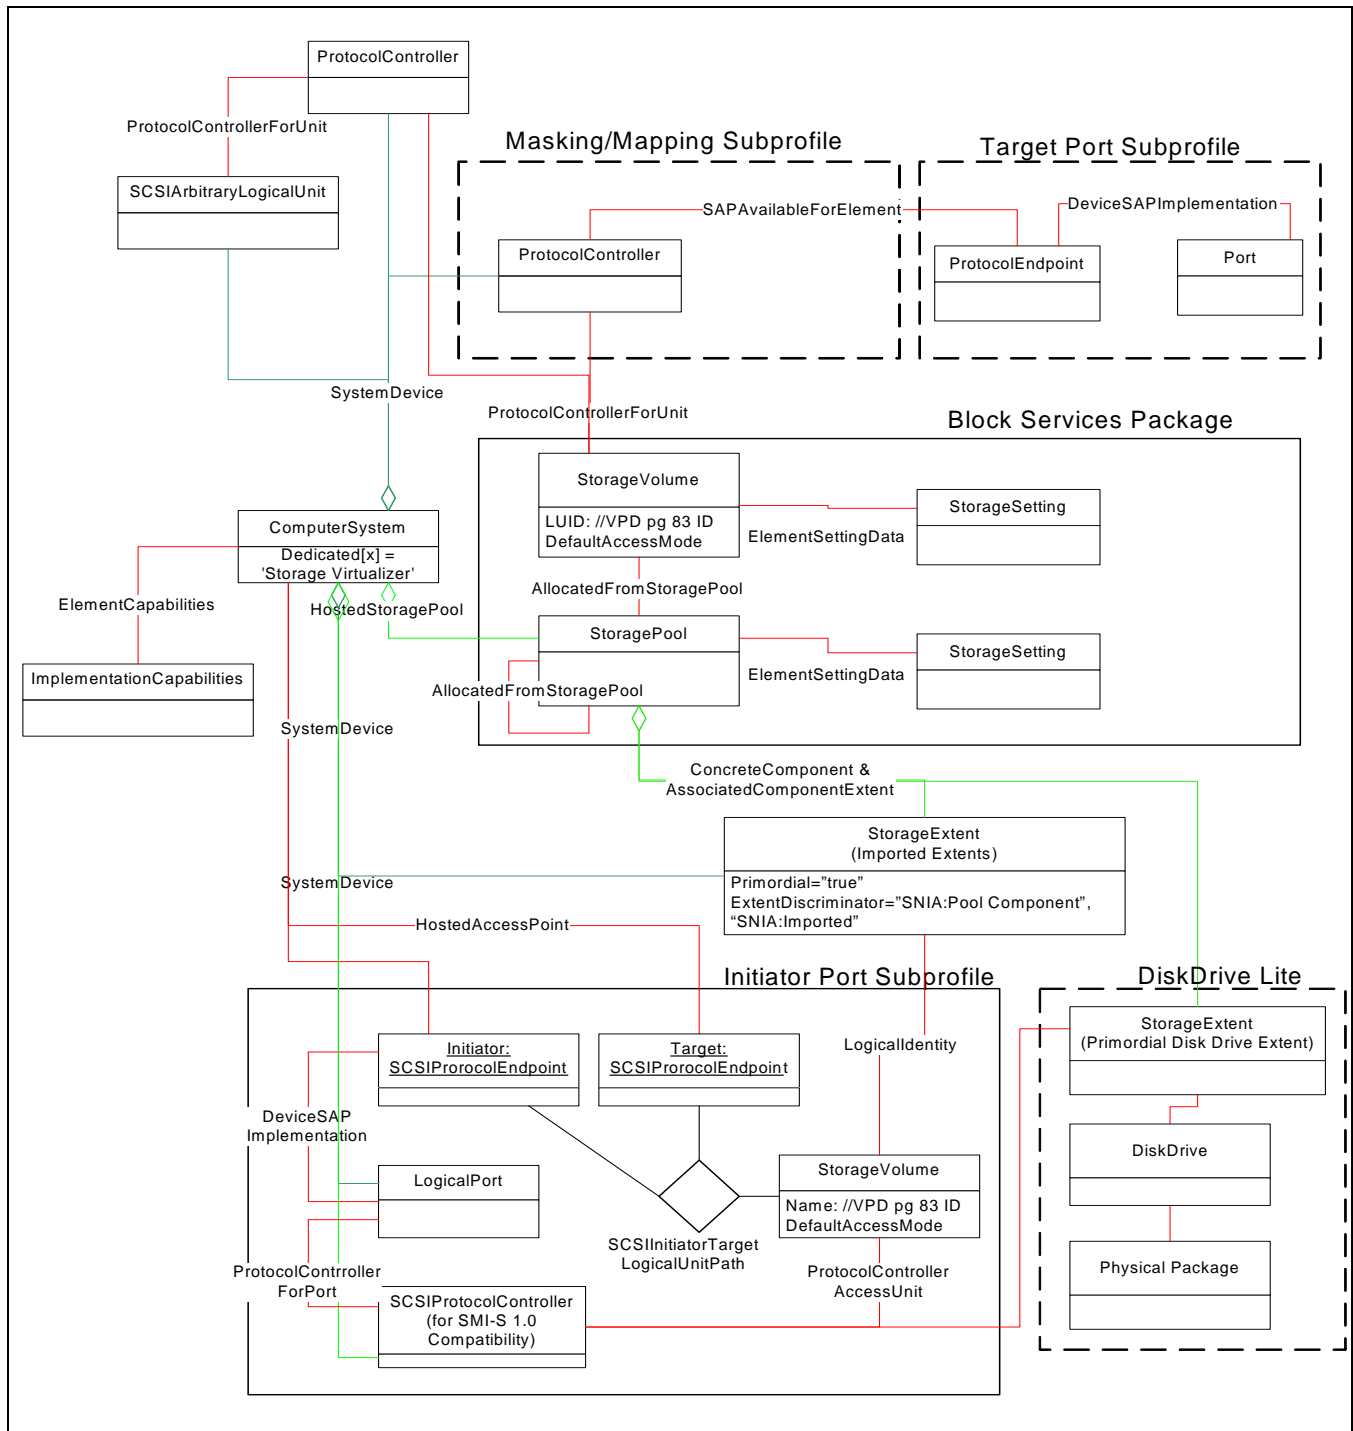 ProtocolController
ProtocolControllerForUnit
SCSIArbitraryLogicalUnit
Masking/Mapping Subprofile
Target Port Subprofile
SAPAvailableForElement
DeviceSAPImplementation
ProtocolController
ProtocolEndpoint
Port
SystemDevice
ProtocolControllerForUnit
Block Services Package
StorageVolume
LUID: //VPD pg 83 ID
DefaultAccessMode
StorageSetting
ElementSettingData
ComputerSystem
Dedicated[x] =
'Storage Virtualizer'
AllocatedFromStoragePool
ElementCapabilities
HostedStoragePool
StoragePool
StorageSetting
ElementSettingData
ImplementationCapabilities
AllocatedFromStoragePool
SystemDevice
ConcreteComponent &
AssociatedComponentExtent
StorageExtent
(Imported Extents)
Primordial="true"
ExtentDiscriminator=”SNIA:Pool Component”,
“SNIA:Imported”
SystemDevice
HostedAccessPoint
Initiator Port Subprofile
DiskDrive Lite
Initiator:
SCSIProrocolEndpoint
Target:
SCSIProrocolEndpoint
LogicalIdentity
StorageExtent
(Primordial Disk Drive Extent)
DeviceSAP
Implementation
LogicalPort
StorageVolume
Name: //VPD pg 83 ID
DefaultAccessMode
DiskDrive
SCSIInitiatorTarget
LogicalUnitPath
ProtocolContrroller
ForPort
ProtocolController
AccessUnit
Physical Package
SCSIProtocolController
(for SMI-S 1.0
Compatibility)